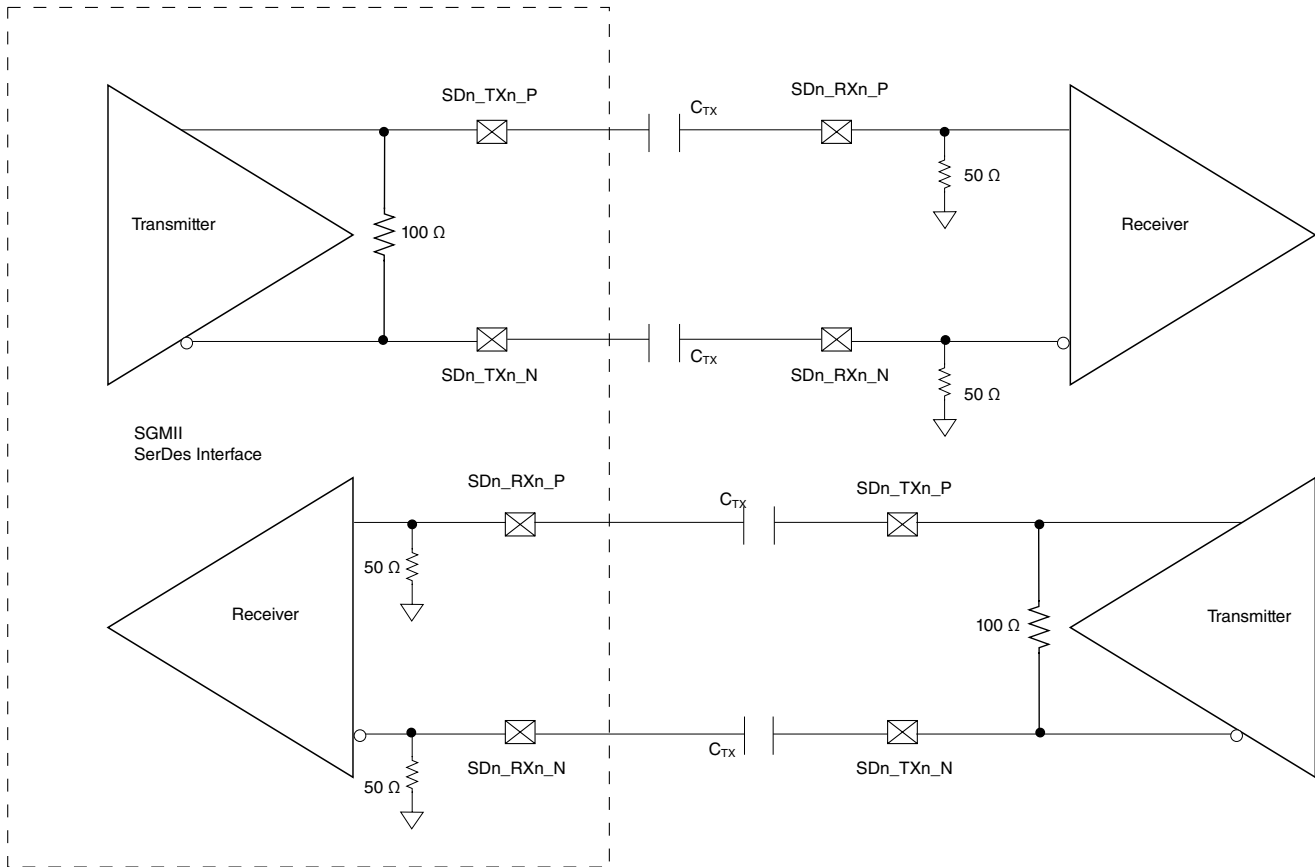 SDn_TXn_P
C_TX
SDn_RXn_P
50 Ω
Transmitter
100 Ω
Receiver
SDn_TXn_N
C_TX
SDn_RXn_N
50 Ω
SGMII
SerDes Interface
SDn_RXn_P
C_TX
SDn_TXn_P
50 Ω
Receiver
100 Ω
Transmitter
SDn_RXn_N
C_TX
SDn_TXn_N
50 Ω